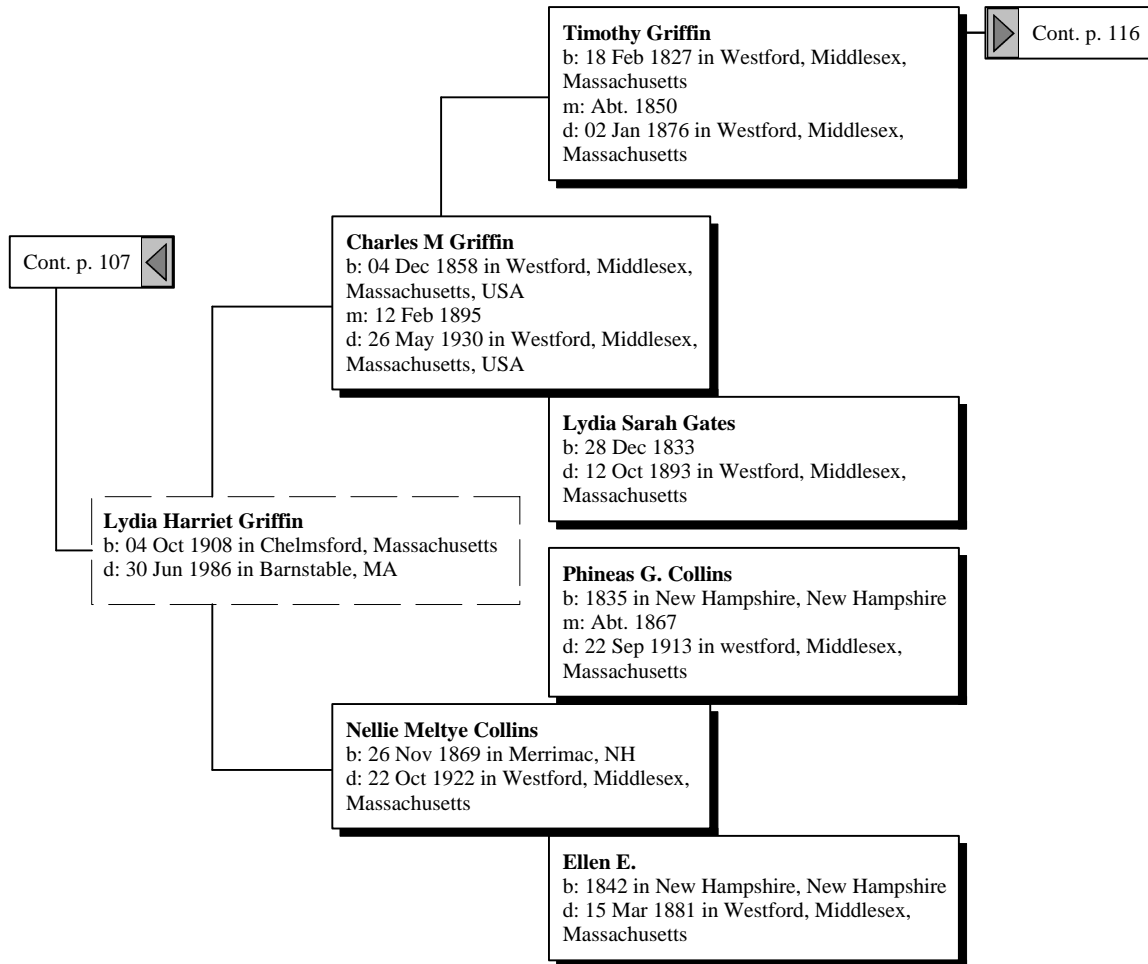 Timothy Griffin
b: 18 Feb 1827 in Westford, Middlesex,
Massachusetts
m: Abt. 1850
d: 02 Jan 1876 in Westford, Middlesex,
Massachusetts
Cont. p. 116
Charles M Griffin
b: 04 Dec 1858 in Westford, Middlesex,
Massachusetts, USA
m: 12 Feb 1895
d: 26 May 1930 in Westford, Middlesex,
Massachusetts, USA
Cont. p. 107
Lydia Sarah Gates
b: 28 Dec 1833
d: 12 Oct 1893 in Westford, Middlesex,
Massachusetts
Lydia Harriet Griffin
b: 04 Oct 1908 in Chelmsford, Massachusetts
d: 30 Jun 1986 in Barnstable, MA
Phineas G. Collins
b: 1835 in New Hampshire, New Hampshire
m: Abt. 1867
d: 22 Sep 1913 in westford, Middlesex,
Massachusetts
Nellie Meltye Collins
b: 26 Nov 1869 in Merrimac, NH
d: 22 Oct 1922 in Westford, Middlesex,
Massachusetts
Ellen E.
b: 1842 in New Hampshire, New Hampshire
d: 15 Mar 1881 in Westford, Middlesex,
Massachusetts